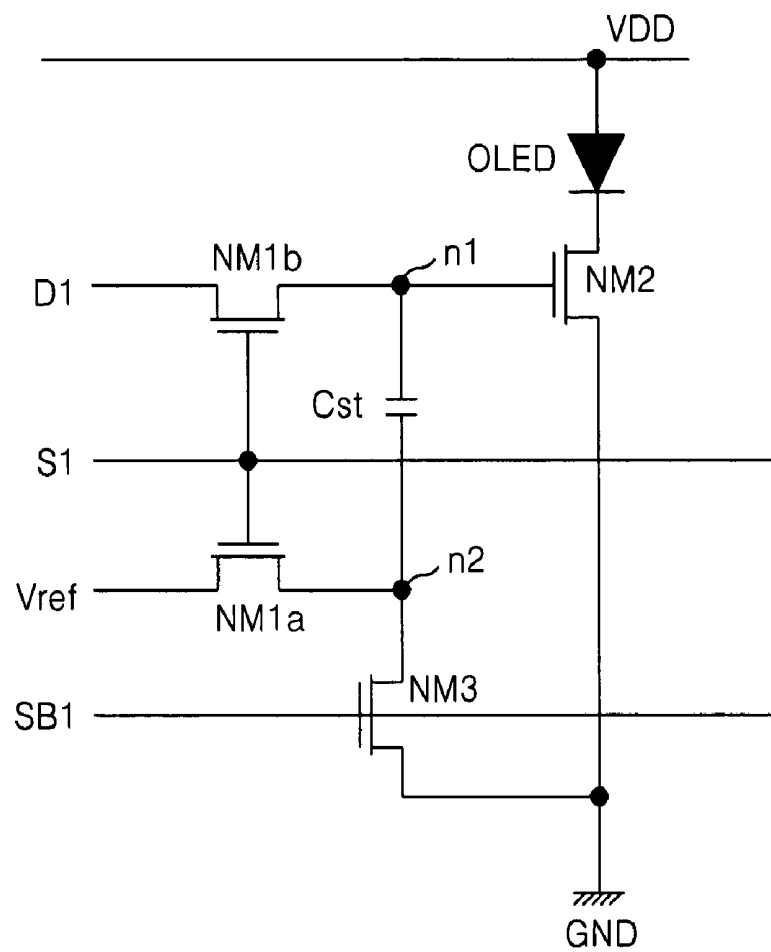 VDD
OLED
NM1b
n1
NM2
D1
Cst
S1
n2
Vref
NM1a
NM3
SB1
GND